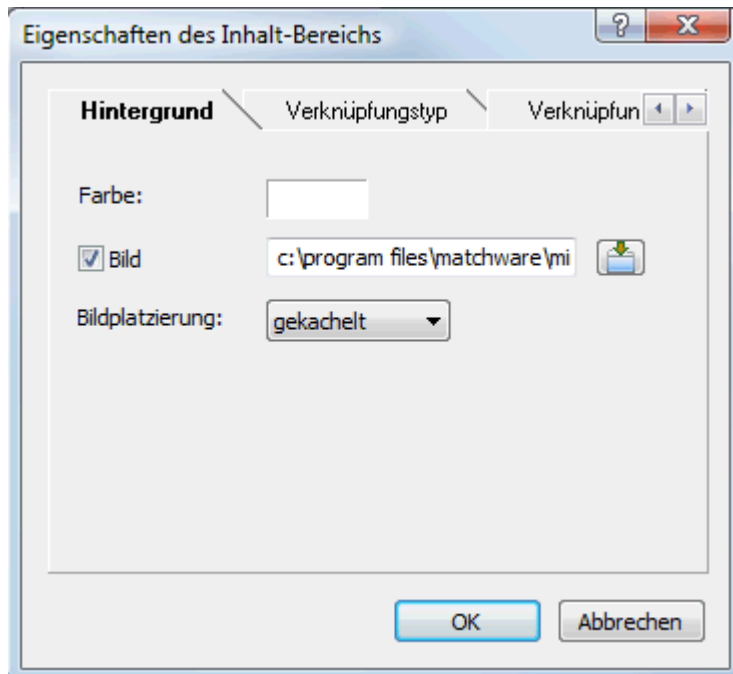 Eigenschaften des Inhalt-Bereichs
Hintergrund Verknüpfungstyp Verknüpfun
Farbe:
Bild c:\program files\matchware\mi
Bildplatzierung: gekachelt
OK Abbrechen